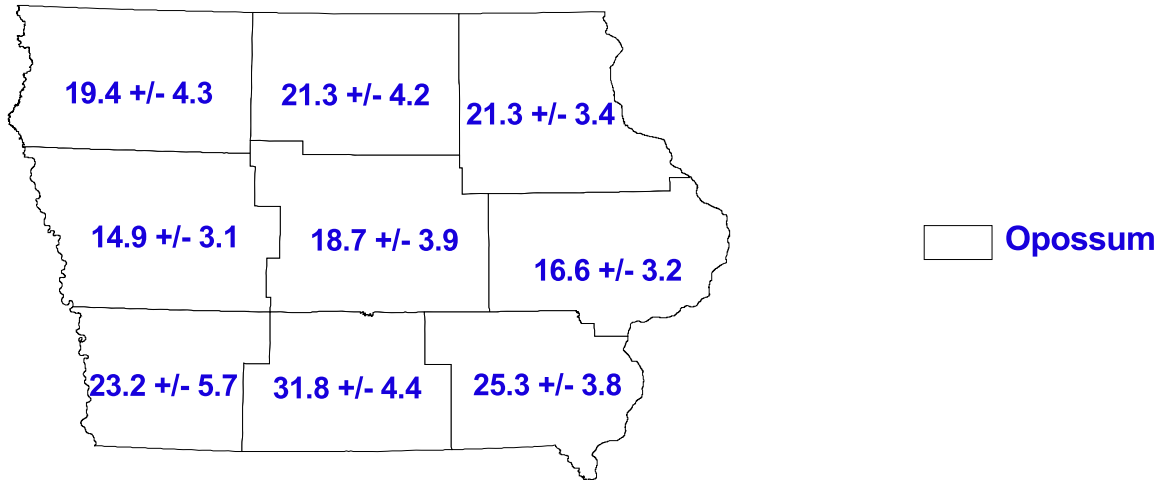 19.4 +/- 4.3
21.3 +/- 4.2
21.3 +/- 3.4
14.9 +/- 3.1
18.7 +/- 3.9
16.6 +/- 3.2
Opossum
23.2 +/- 5.7
31.8 +/- 4.4
25.3 +/- 3.8